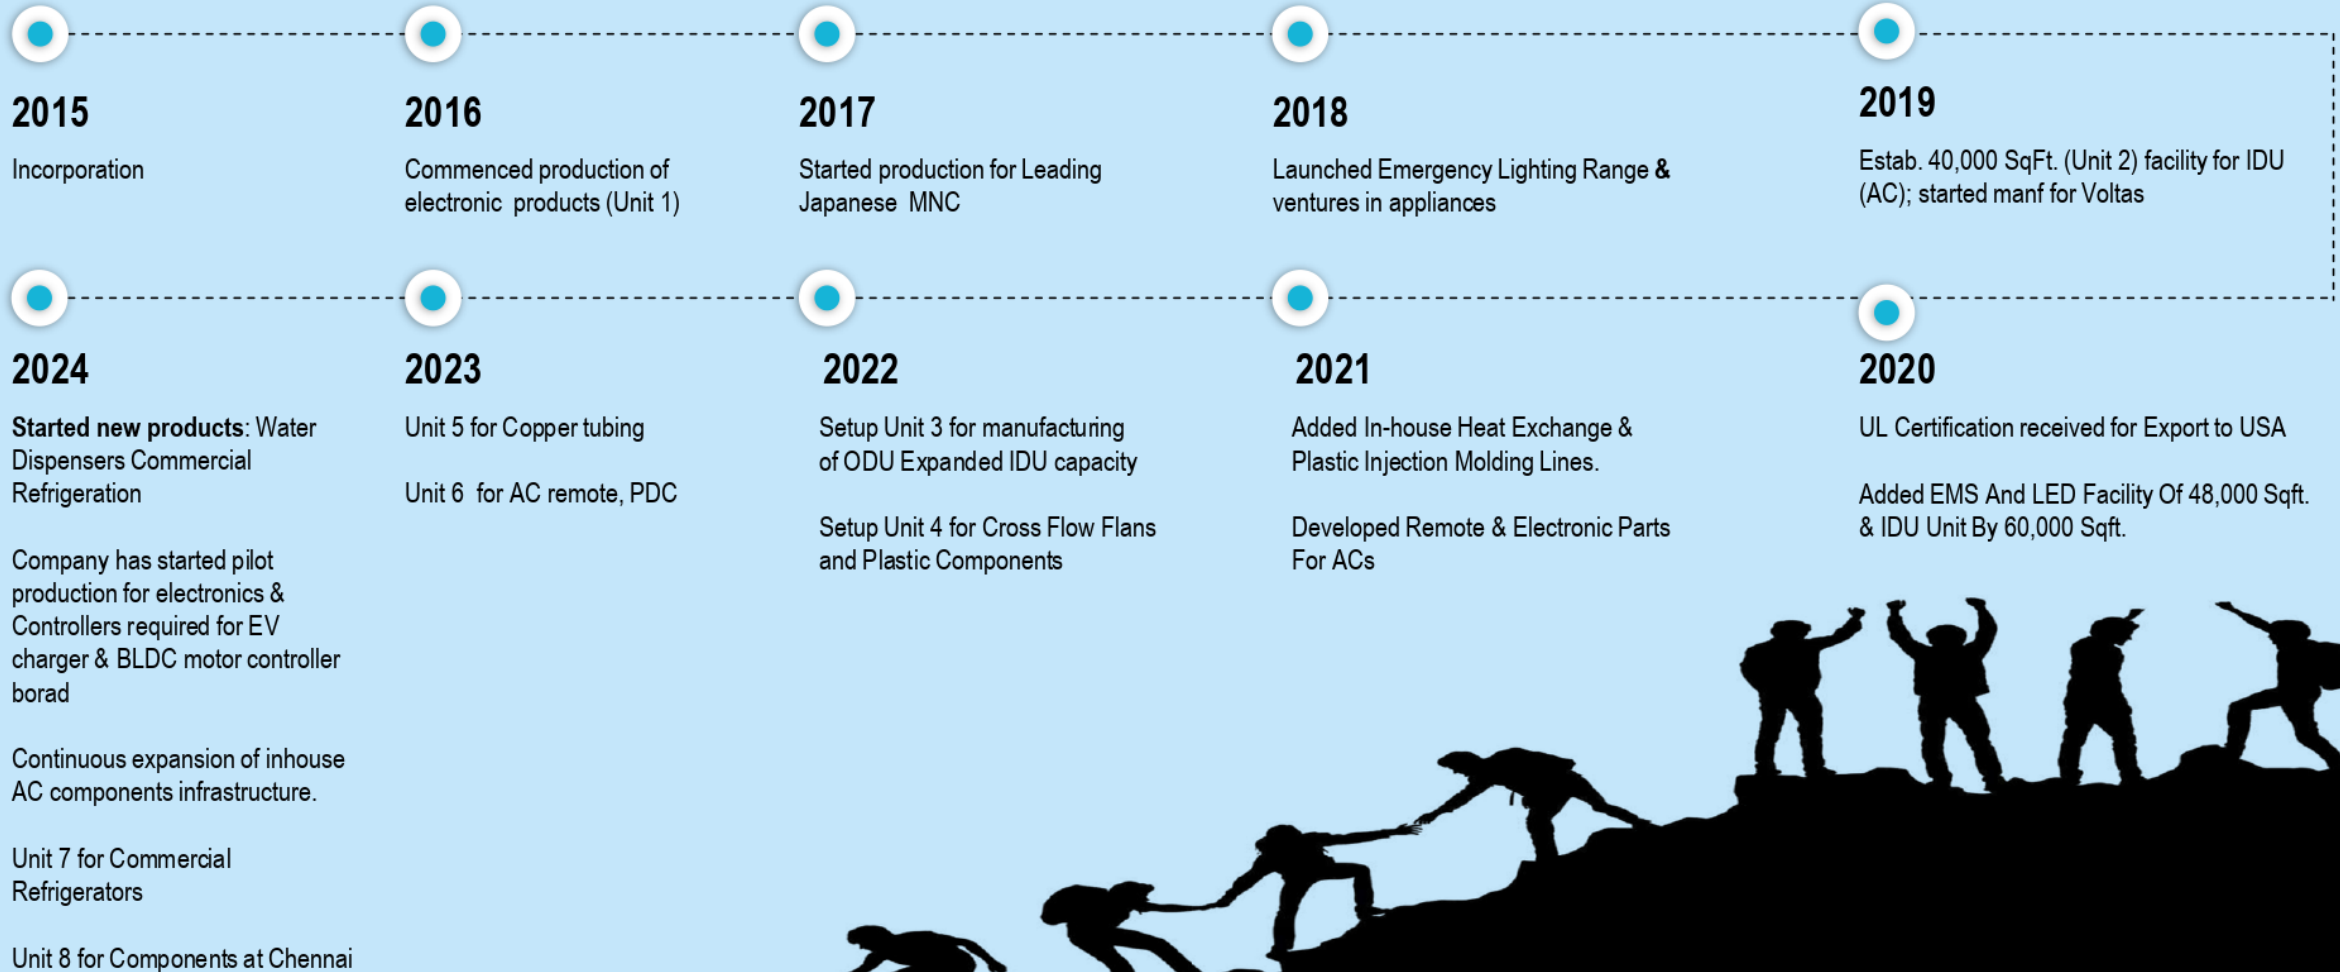 2015
Incorporation
2016
Commenced production of
electronic products (Unit 1)
2017
Started production for Leading
Japanese MNC
2018
Launched Emergency Lighting Range &
ventures in appliances
2019
Estab. 40,000 SqFt. (Unit 2) facility for IDU
(AC); started manf for Voltas
2024
Started new products: Water
Dispensers Commercial
Refrigeration
Company has started pilot
production for electronics &
Controllers required for EV
charger & BLDC motor controller
borad
Continuous expansion of inhouse
AC components infrastructure.
Unit 7 for Commercial
Refrigerators
Unit 8 for Components at Chennai
2023
Unit 5 for Copper tubing
Unit 6 for AC remote, PDC
2022
Setup Unit 3 for manufacturing
of ODU Expanded IDU capacity
Setup Unit 4 for Cross Flow Flans
and Plastic Components
2021
Added In-house Heat Exchange &
Plastic Injection Molding Lines.
Developed Remote & Electronic Parts
For ACs
2020
UL Certification received for Export to USA
Added EMS And LED Facility Of 48,000 Sqft.
& IDU Unit By 60,000 Sqft.